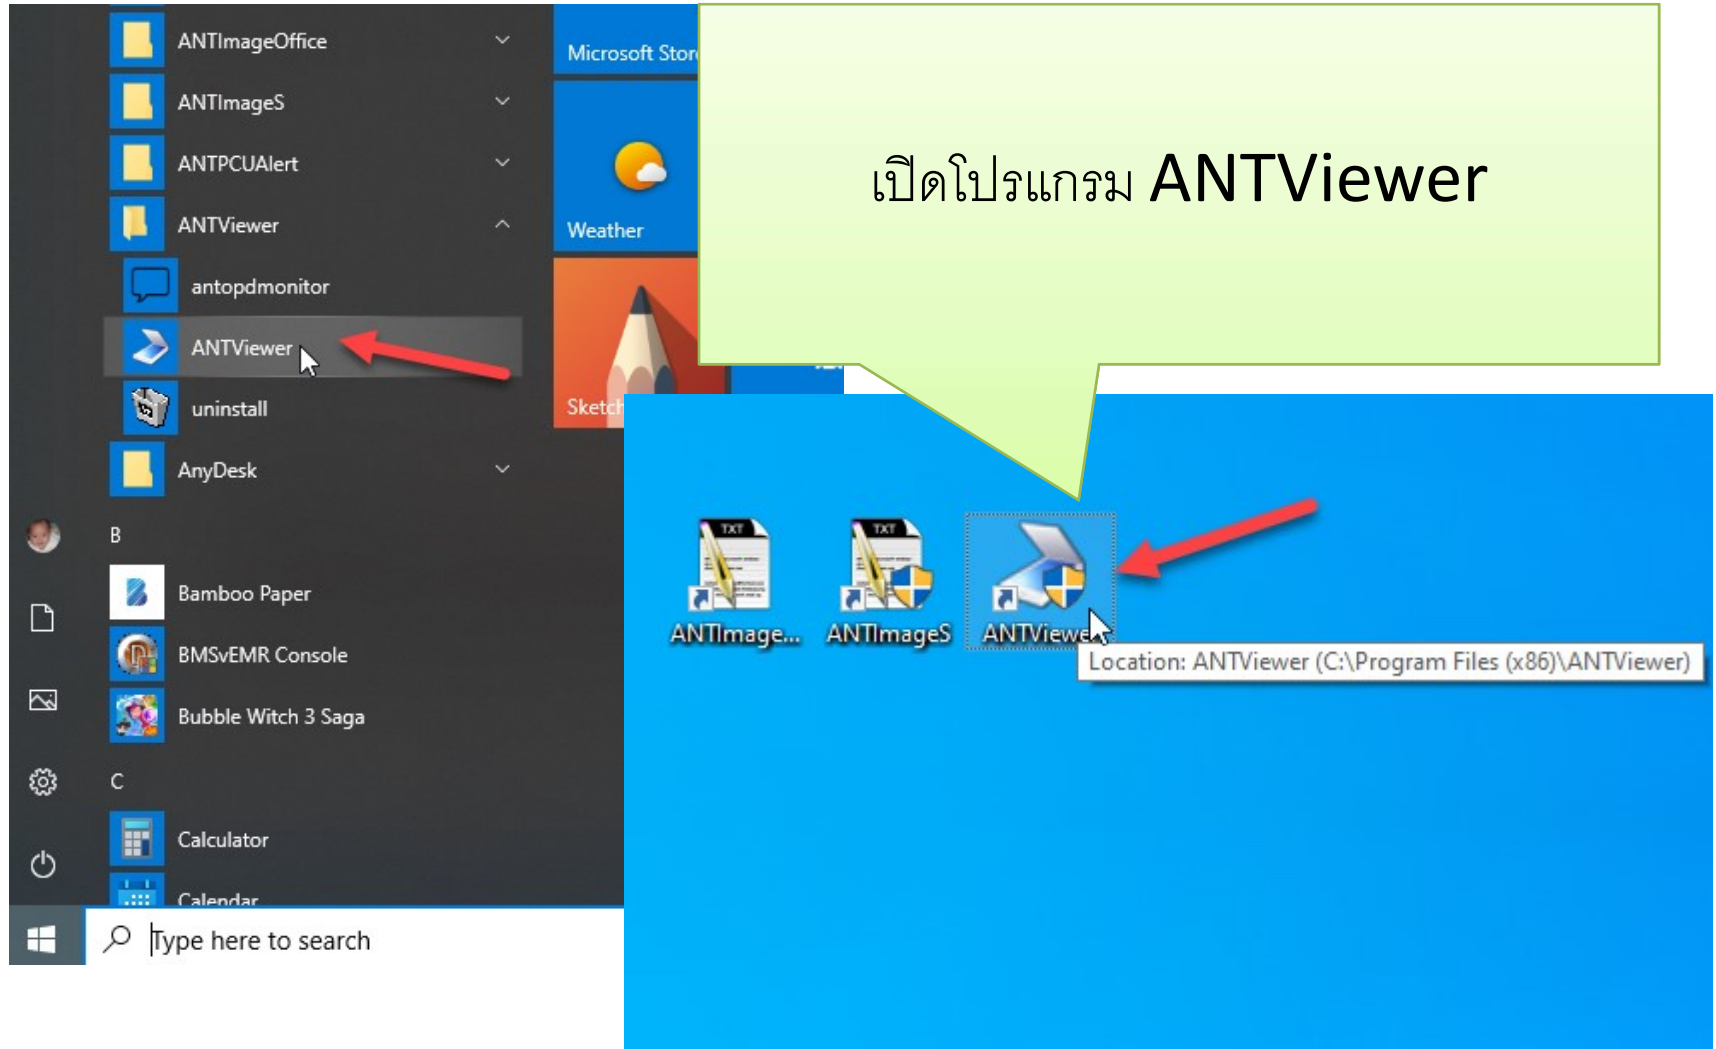 ANTImageOffice
ANTImageS
ANTPCUAlert
ANTViewer
antopdmonitor
ANTViewer
uninstall
AnyDesk
B
Bamboo Paper
BMSvEMR Console
Bubble Witch 3 Saga
C
Calculator
Calendar
Type here to search
Microsoft Store
Weather
Sketch
เปิดโปรแกรม ANTViewer
TXT
TXT
ANTImage...
ANTImageS
ANTViewer
Location: ANTViewer (C:\Program Files (x86)\ANTViewer)